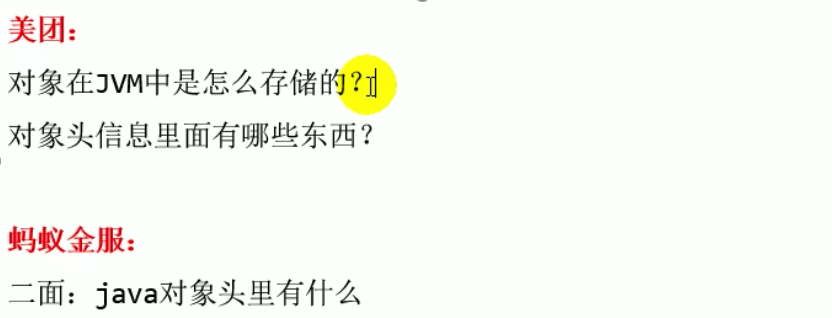 美团：
对象在JVM中是怎么存储的？
对象头信息里面有哪些东西？
蚂蚁金服：
二面：java对象头里有什么